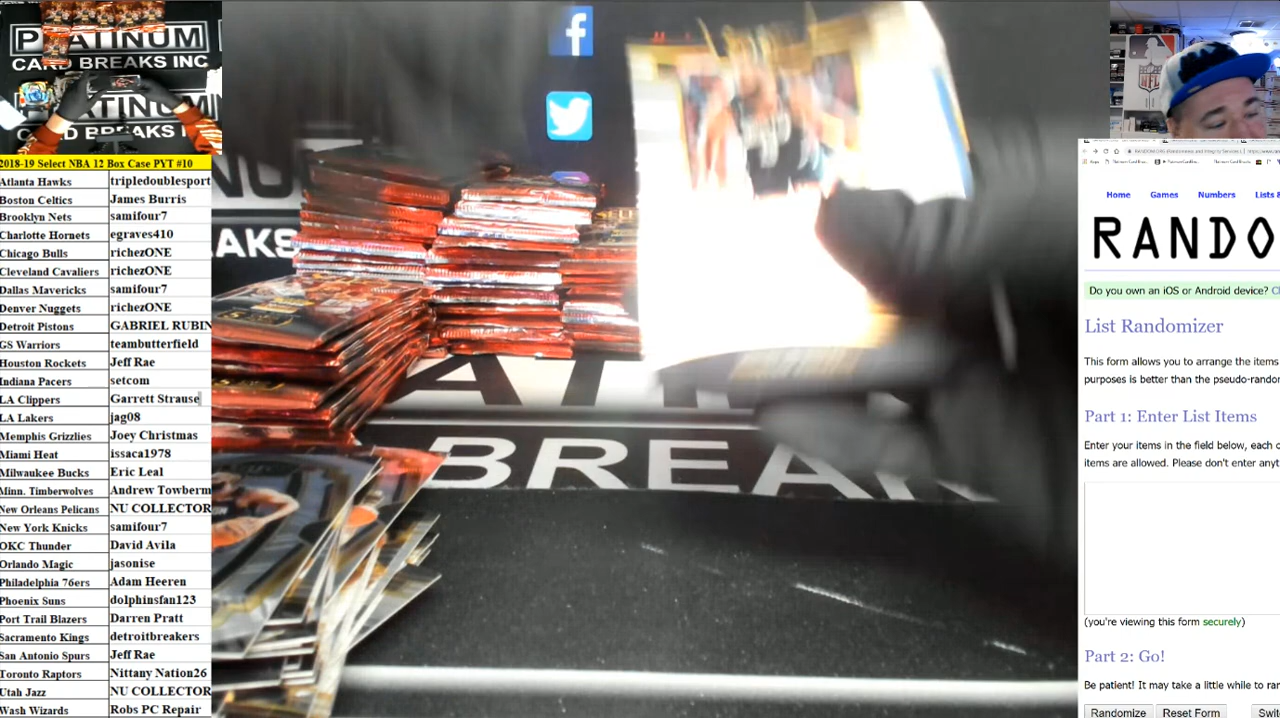 PLATINUM
CARD BREAKS INC
2018-19 Select NBA 12 Box Case PYT #10
Atlanta Hawks tripledoublesport
Boston Celtics James Burris
Brooklyn Nets samifour7
Charlotte Hornets egraves410
Chicago Bulls richezONE
Cleveland Cavaliers richezONE
Dallas Mavericks samifour7
Denver Nuggets richezONE
Detroit Pistons GABRIEL RUBIN
GS Warriors teambutterfield
Houston Rockets Jeff Rae
Indiana Pacers setcom
LA Clippers Garrett Strause
LA Lakers jag08
Memphis Grizzlies Joey Christmas
Miami Heat issaca1978
Milwaukee Bucks Eric Leal
Minn. Timberwolves Andrew Towberm
New Orleans Pelicans NU COLLECTOR
New York Knicks samifour7
OKC Thunder David Avila
Orlando Magic jasonise
Philadelphia 76ers Adam Heeren
Phoenix Suns dolphinsfan123
Port Trail Blazers Darren Pratt
Sacramento Kings detroitbreakers
San Antonio Spurs Jeff Rae
Toronto Raptors Nittany Nation26
Utah Jazz NU COLLECTOR
Wash Wizards Robs PC Repair
NFL
Home Games Numbers Lists &
RANDO
Do you own an iOS or Android device?
List Randomizer
This form allows you to arrange the items
purposes is better than the pseudo-rando
Part 1: Enter List Items
Enter your items in the field below, each
items are allowed. Please don't enter anyt
(you're viewing this form securely)
Part 2: Go!
Be patient! It may take a little while to ran
Randomize Reset Form Swit